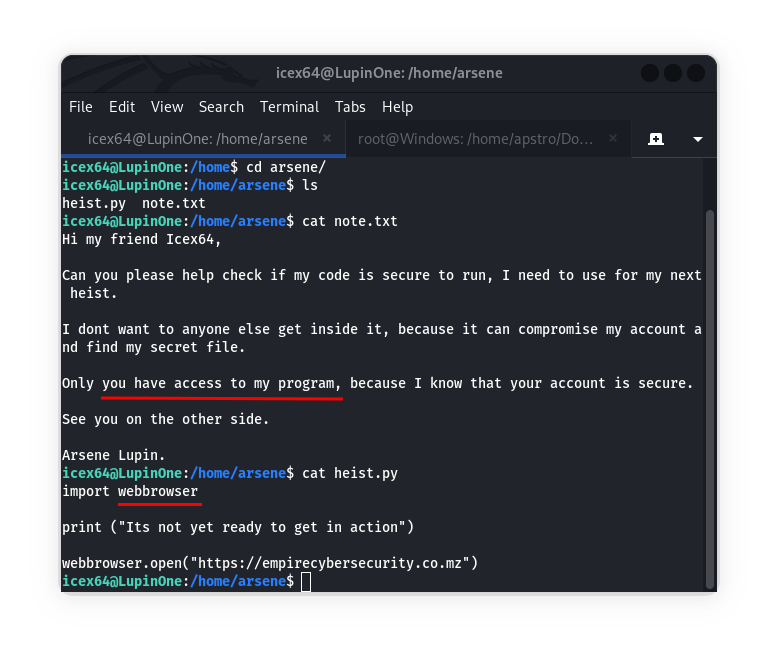 icex64@LupinOne: /home/arsene
File Edit View Search Terminal Tabs Help
icex64@LupinOne: /home/arsene × root@Windows: /home/apstro/Do... ×
icex64@LupinOne:/home$ cd arsene/
icex64@LupinOne:/home/arsene$ ls
heist.py  note.txt
icex64@LupinOne:/home/arsene$ cat note.txt
Hi my friend Icex64,
Can you please help check if my code is secure to run, I need to use for my next
 heist.
I dont want to anyone else get inside it, because it can compromise my account a
nd find my secret file.
Only you have access to my program, because I know that your account is secure.
See you on the other side.
Arsene Lupin.
icex64@LupinOne:/home/arsene$ cat heist.py
import webbrowser
print ("Its not yet ready to get in action")
webbrowser.open("https://empirecybersecurity.co.mz")
icex64@LupinOne:/home/arsene$